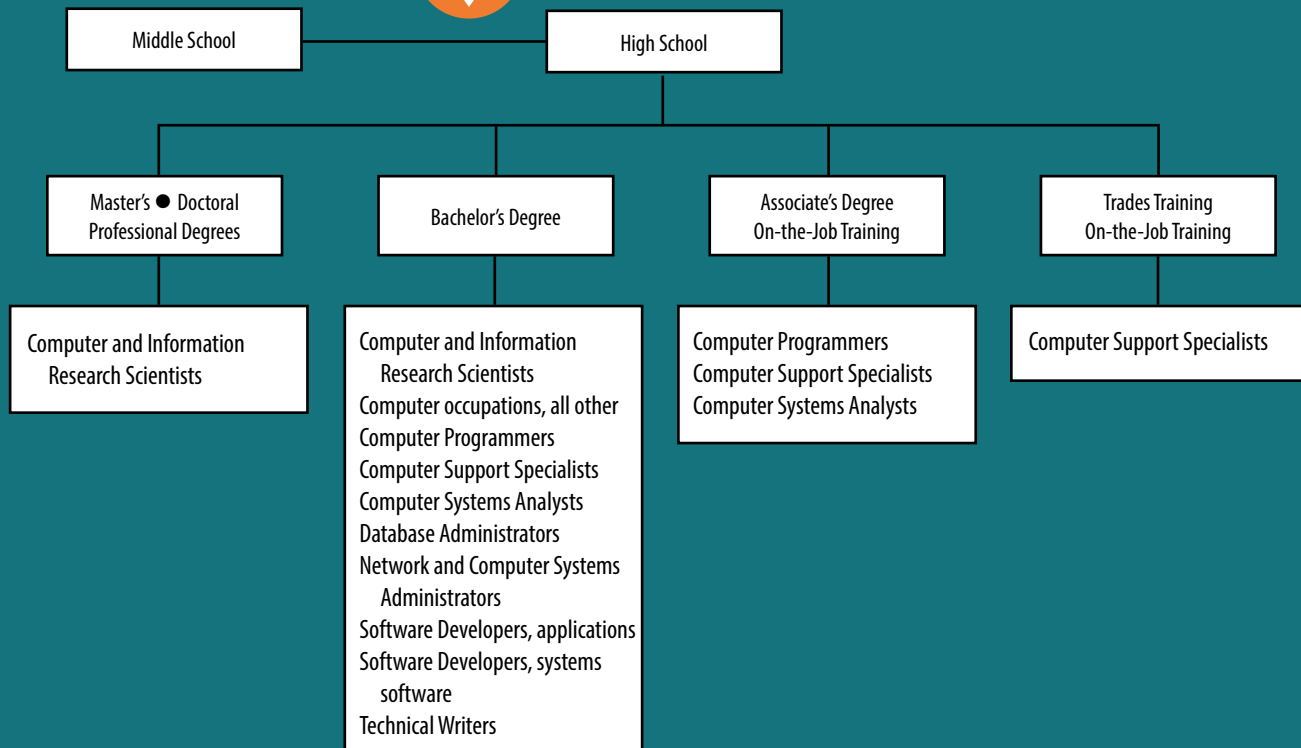 Middle School
High School
Master's ● Doctoral
Professional Degrees
Bachelor's Degree
Associate's Degree
On-the-Job Training
Trades Training
On-the-Job Training
Computer and Information
Research Scientists
Computer and Information
Research Scientists
Computer occupations, all other
Computer Programmers
Computer Support Specialists
Computer Systems Analysts
Database Administrators
Network and Computer Systems
Administrators
Software Developers, applications
Software Developers, systems
software
Technical Writers
Computer Programmers
Computer Support Specialists
Computer Systems Analysts
Computer Support Specialists